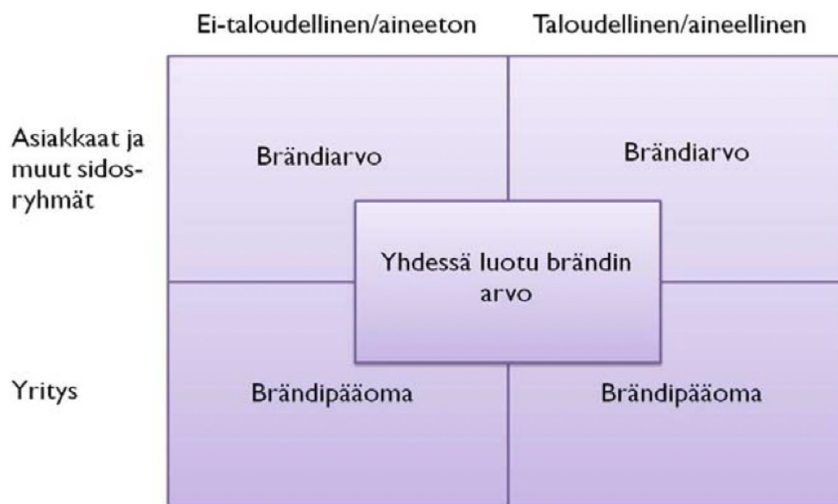 Ei-taloudellinen/aineeton
Taloudellinen/aineellinen
Asiakkaat ja
muut sidos-
ryhmät
Brändiarvo
Brändiarvo
Yhdessä luotu brändin
arvo
Yritys
Brändipääoma
Brändipääoma